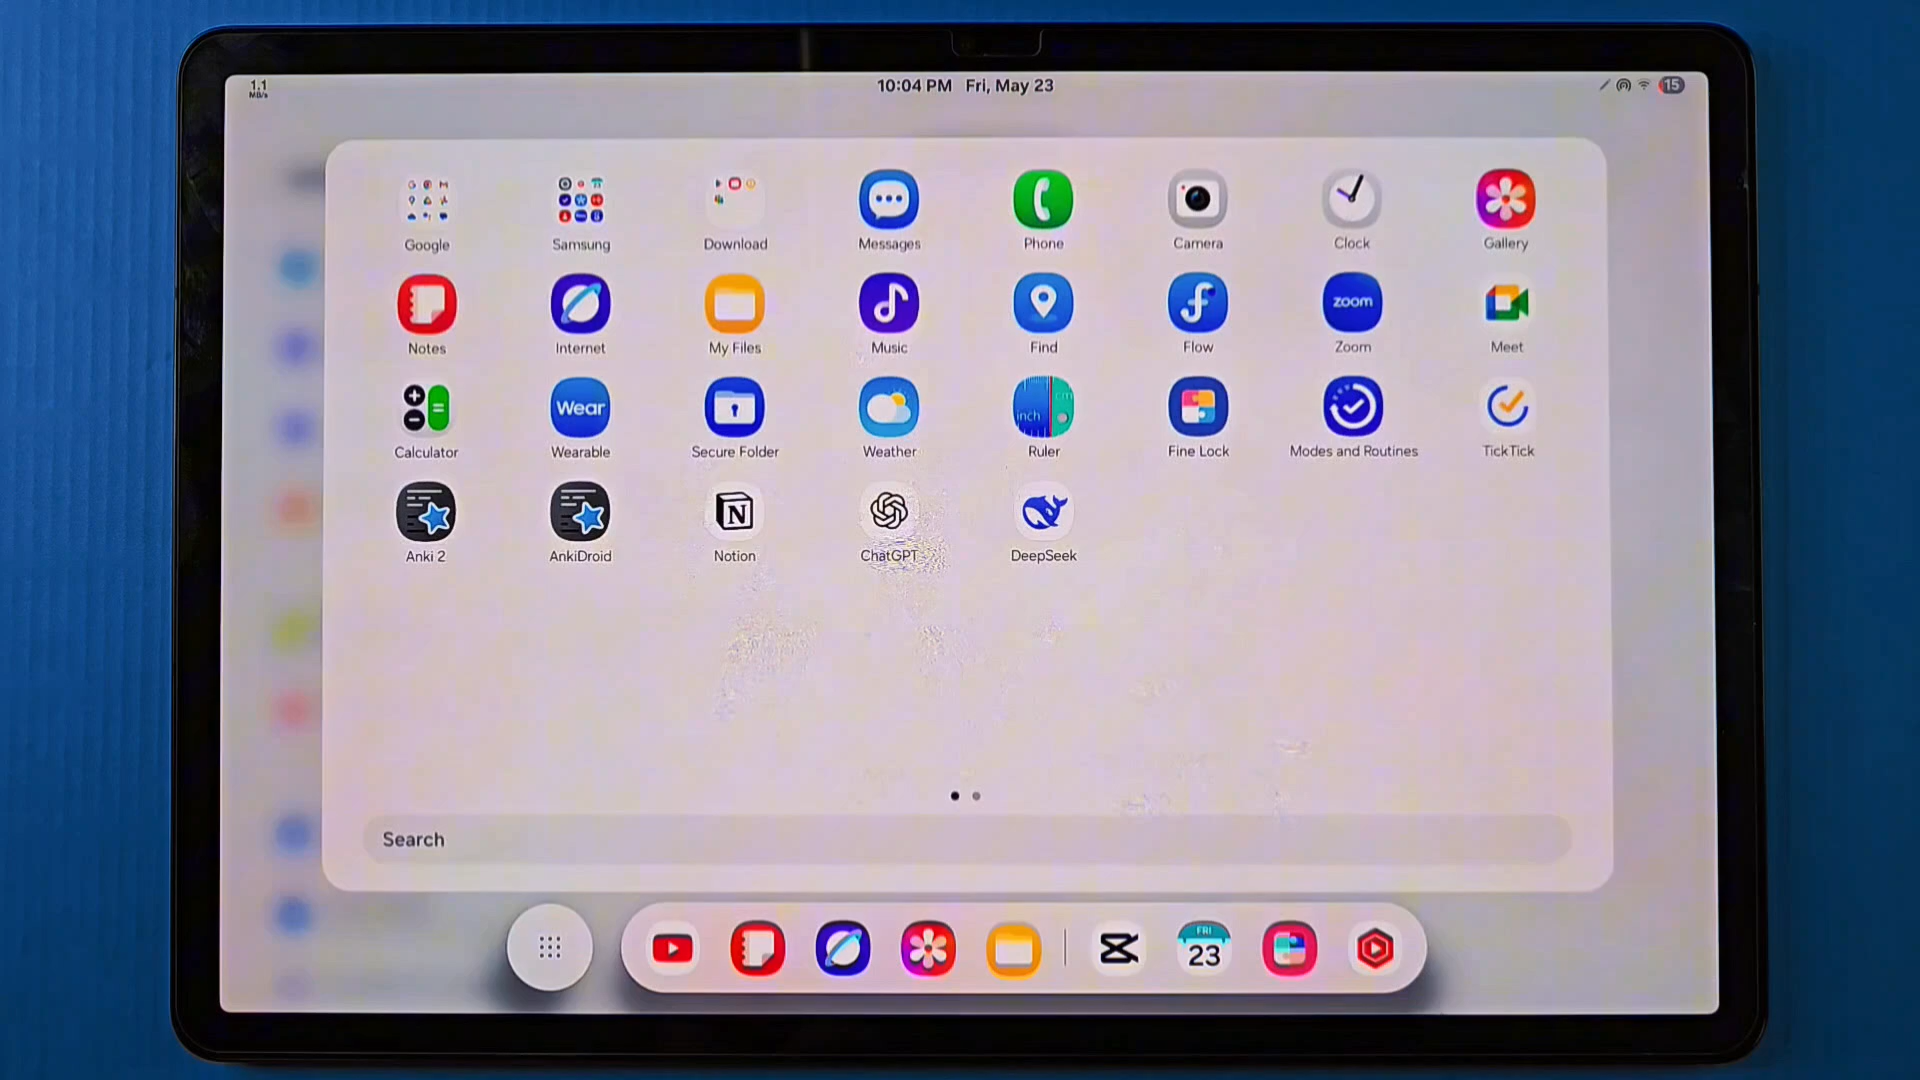 1.1
MB/s
10:04 PM Fri, May 23
15
Google
Samsung
Download
Messages
Phone
Camera
Clock
Gallery
Notes
Internet
My Files
Music
Find
Flow
zoom
Zoom
Meet
Calculator
Wear
Wearable
Secure Folder
Weather
inch
cm
Ruler
Fine Lock
Modes and Routines
TickTick
Anki 2
AnkiDroid
N
Notion
ChatGPT
DeepSeek
Search
FRI
23